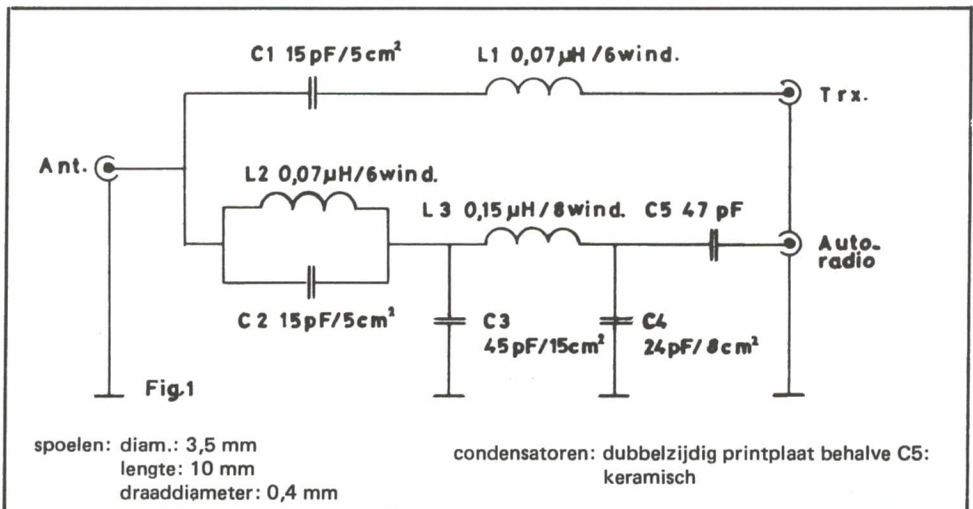 C1 15pF/5cm²
L1 0,07µH/6wind.
Trx.
Ant.
L2 0,07µH/6wind.
L3 0,15µH/8wind.
C5 47 pF
Auto-
radio
C2 15pF/5cm²
C3
45pF/15cm²
C4
24pF/8cm²
Fig.1
spoelen: diam.: 3,5 mm
lengte: 10 mm
draaddiameter: 0,4 mm
condensatoren: dubbelzijdig printplaat behalve C5:
keramisch